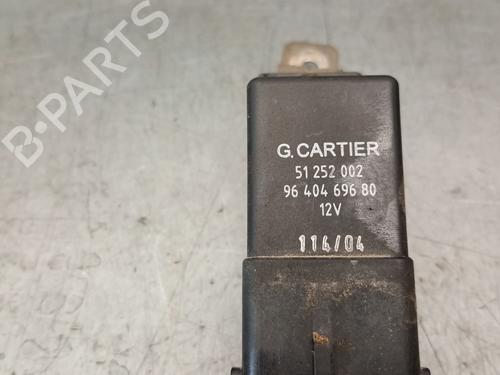 B-PARTS
G. CARTIER
51 252 002
96 404 696 80
12V
114/04